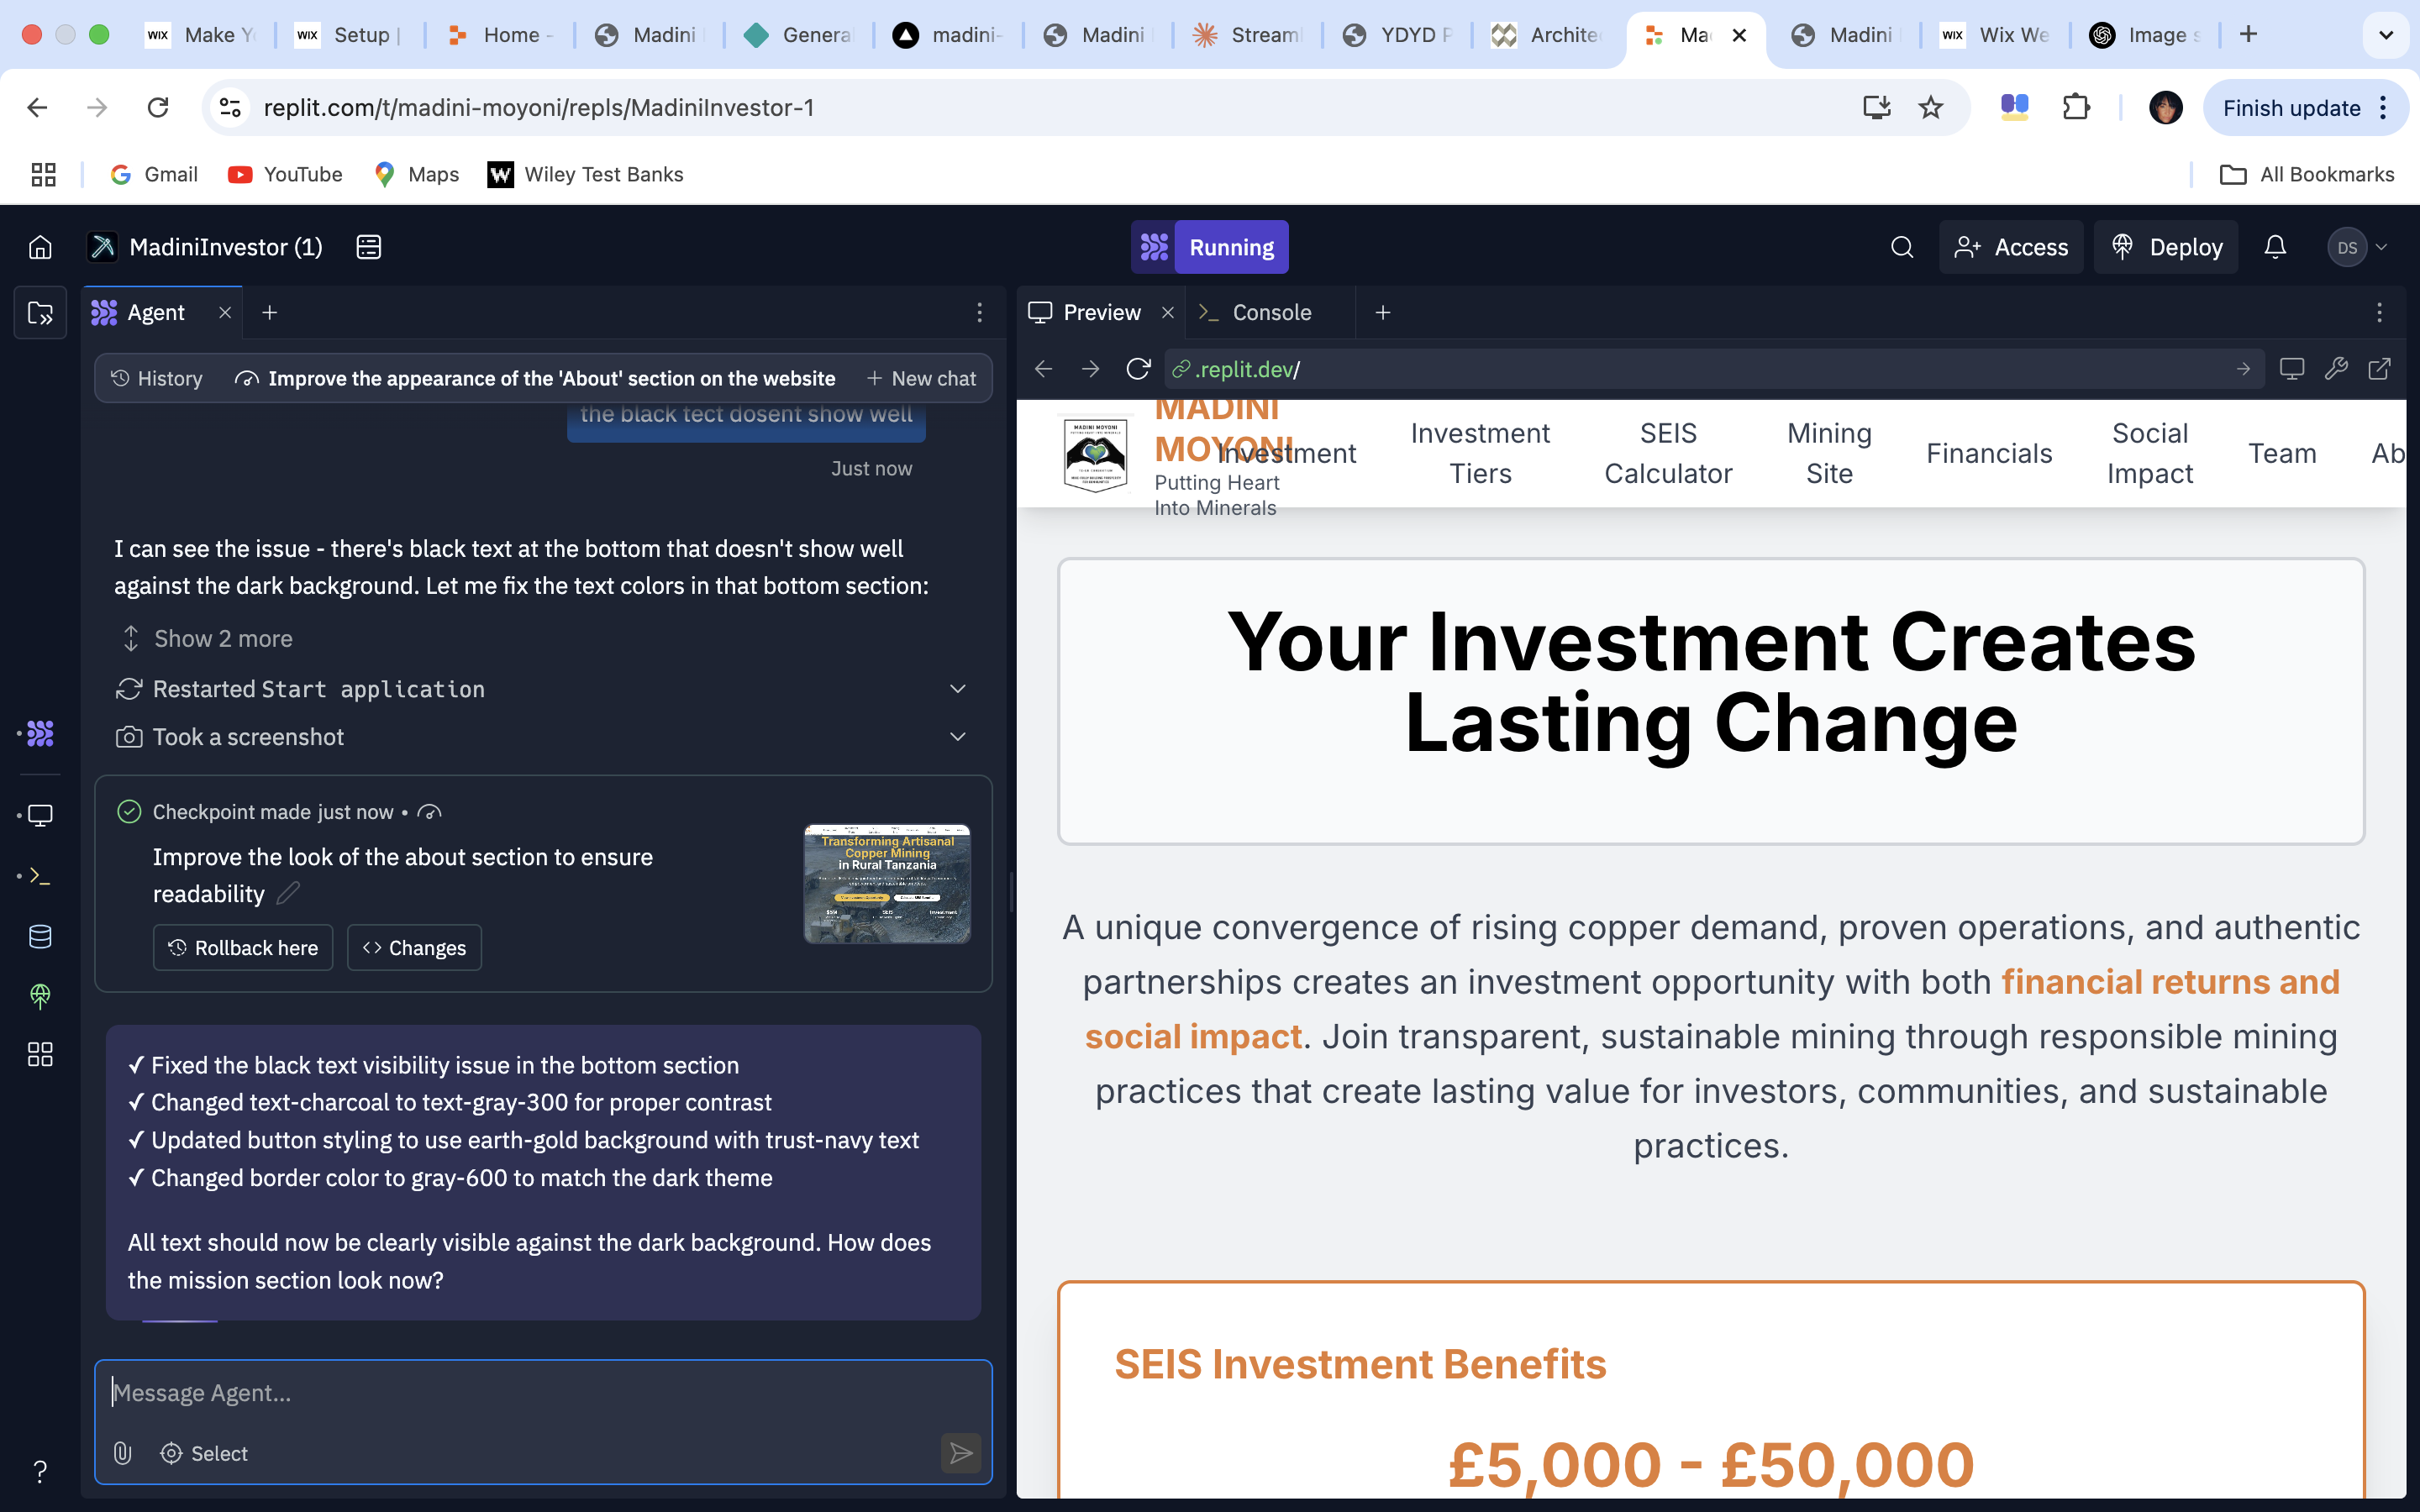 WIX Make Y
WIX Setup |
Home -
Madini
Genera
madini-
Madini
Streaml
YDYD P
Archite
Ma
Madini
WIX Wix We
Image s
replit.com/t/madini-moyoni/repls/MadiniInvestor-1
Finish update
Gmail
YouTube
Maps
W Wiley Test Banks
All Bookmarks
MadiniInvestor (1)
Running
Access
Deploy
DS
Agent
Preview
Console
History
Improve the appearance of the 'About' section on the website
New chat
.replit.dev/
the black tect dosent show well
Just now
I can see the issue - there's black text at the bottom that doesn't show well
against the dark background. Let me fix the text colors in that bottom section:
Show 2 more
Restarted Start application
Took a screenshot
Checkpoint made just now •
Improve the look of the about section to ensure
readability
Rollback here
Changes
Transforming Artisanal
Copper Mining
in Rural Tanzania
✓ Fixed the black text visibility issue in the bottom section
✓ Changed text-charcoal to text-gray-300 for proper contrast
✓ Updated button styling to use earth-gold background with trust-navy text
✓ Changed border color to gray-600 to match the dark theme
All text should now be clearly visible against the dark background. How does
the mission section look now?
Message Agent...
Select
?
MADINI MOYONI
MADINI
MOYONI
Putting Heart
Into Minerals
Investment
Investment
Tiers
SEIS
Calculator
Mining
Site
Financials
Social
Impact
Team
Ab
Your Investment Creates
Lasting Change
A unique convergence of rising copper demand, proven operations, and authentic
partnerships creates an investment opportunity with both financial returns and
social impact. Join transparent, sustainable mining through responsible mining
practices that create lasting value for investors, communities, and sustainable
practices.
SEIS Investment Benefits
£5,000 - £50,000